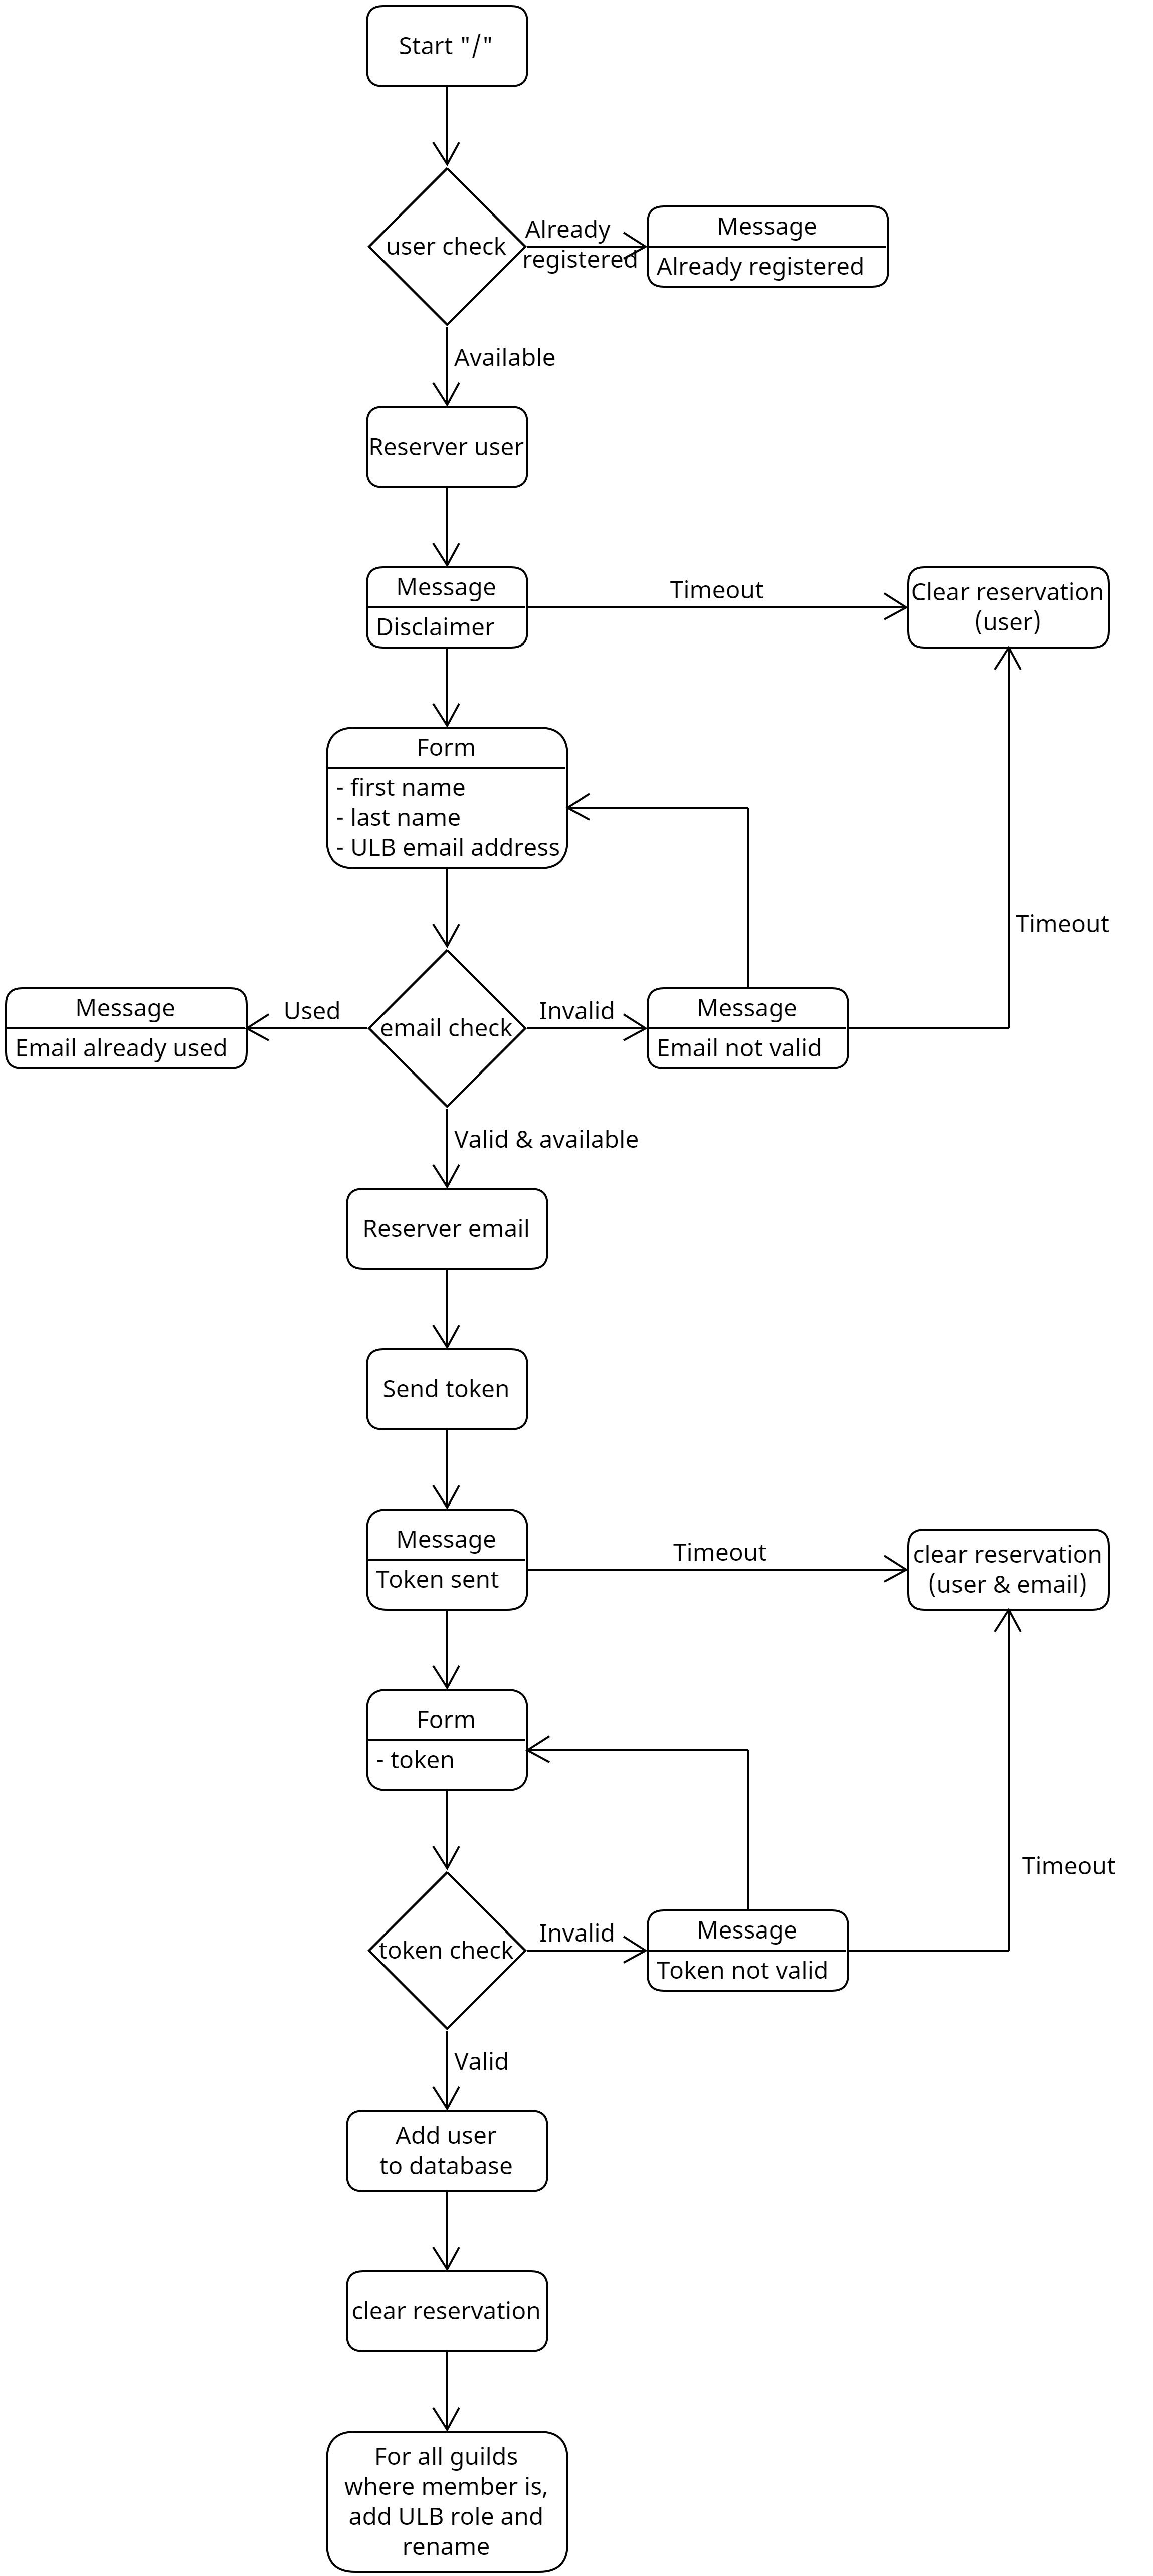 Start "/"
user check
Already
registered
Message
Already registered
Available
Reserver user
Message
Disclaimer
Timeout
Clear reservation
(user)
Form
- first name
- last name
- ULB email address
Timeout
Message
Email already used
Used
email check
Invalid
Message
Email not valid
Valid & available
Reserver email
Send token
Message
Token sent
Timeout
clear reservation
(user & email)
Form
- token
Timeout
token check
Invalid
Message
Token not valid
Valid
Add user
to database
clear reservation
For all guilds
where member is,
add ULB role and
rename